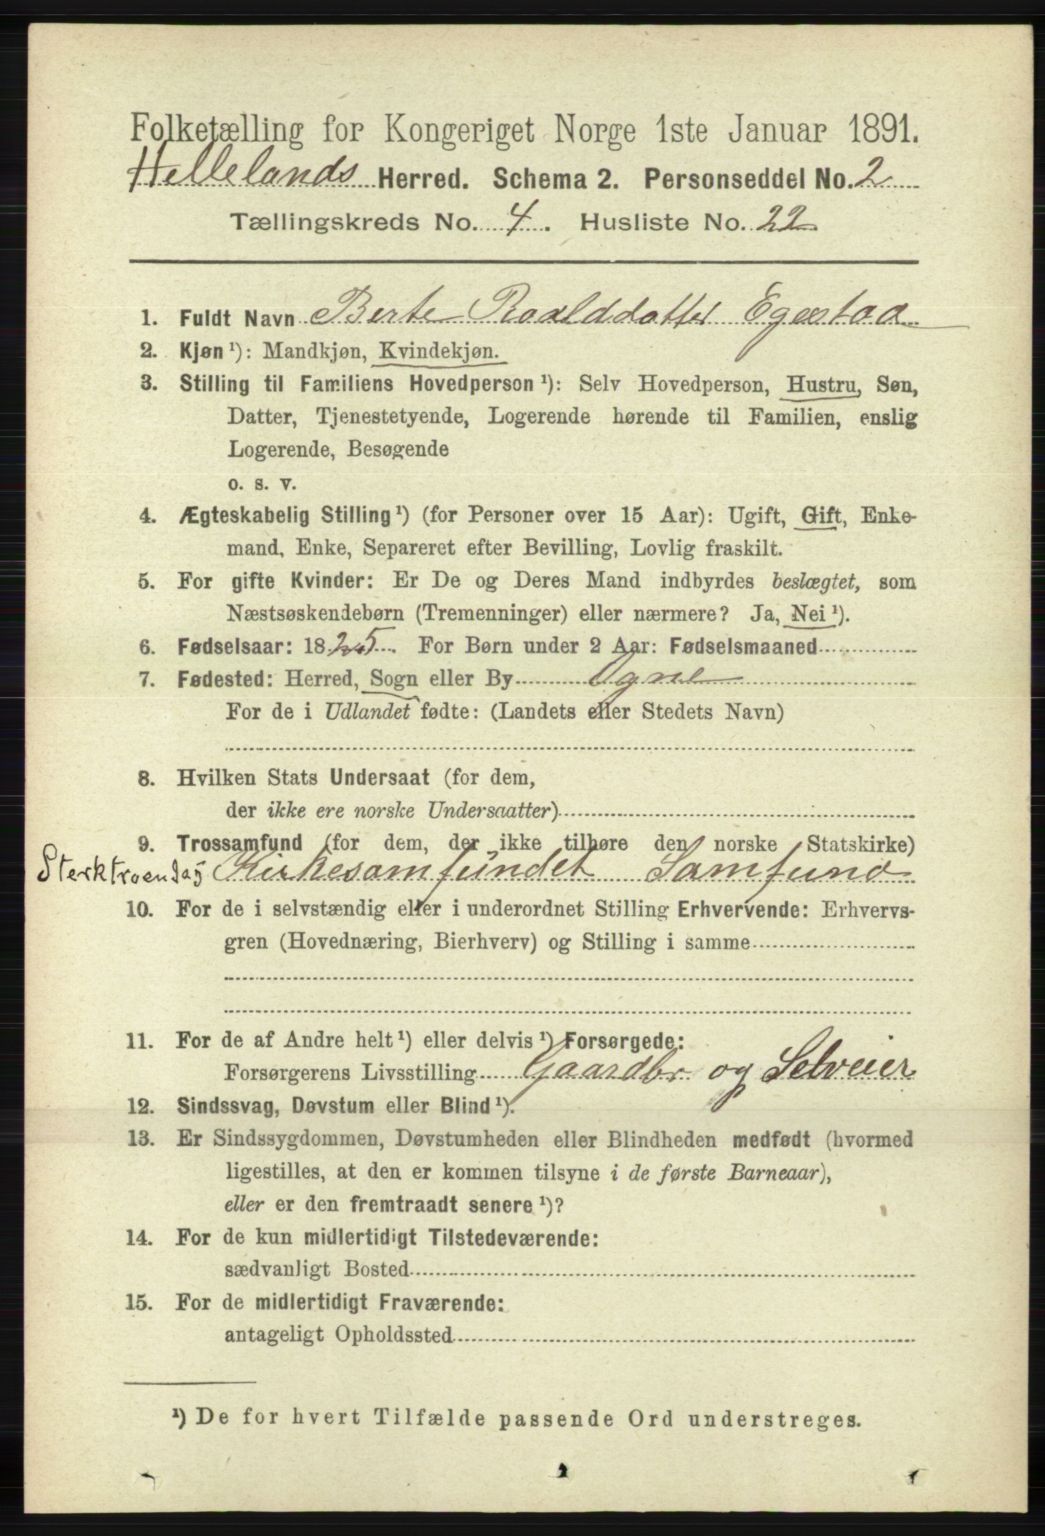 Folketælling for Kongeriget Norge 1ste Januar 1891.
Hellelands Herred. Schema 2. Personseddel No. 2
Tællingskreds No. 4. Husliste No. 22
1. Fuldt Navn Berte Roaldsdatter Egestad
2. Kjøn ¹): Mandkjøn, Kvindekjøn.
3. Stilling til Familiens Hovedperson ¹): Selv Hovedperson, Hustru, Søn,
Datter, Tjenestetyende, Logerende hørende til Familien, enslig
Logerende, Besøgende
o. s. v.
4. Ægteskabelig Stilling ¹) (for Personer over 15 Aar): Ugift, Gift, Enke-
mand, Enke, Separeret efter Bevilling, Lovlig fraskilt.
5. For gifte Kvinder: Er De og Deres Mand indbyrdes beslægtet, som
Næstsøskendebørn (Tremenninger) eller nærmere? Ja, Nei ¹).
6. Fødselsaar: 1825. For Børn under 2 Aar: Fødselsmaaned
7. Fødested: Herred, Sogn eller By Ogne
For de i Udlandet fødte: (Landets eller Stedets Navn)
8. Hvilken Stats Undersaat (for dem,
der ikke ere norske Undersaatter)
9. Trossamfund (for dem, der ikke tilhøre den norske Statskirke)
Sterktroendes Kirkesamfundet Samfund
10. For de i selvstændig eller i underordnet Stilling Erhvervende: Erhvervs-
gren (Hovednæring, Bierhverv) og Stilling i samme
11. For de af Andre helt ¹) eller delvis ¹) Forsørgede:
Forsørgerens Livsstilling Gaardbr og Selveier
12. Sindssvag, Døvstum eller Blind ¹).
13. Er Sindssygdommen, Døvstumheden eller Blindheden medfødt (hvormed
ligestilles, at den er kommen tilsyne i de første Barneaar),
eller er den fremtraadt senere ¹)?
14. For de kun midlertidigt Tilstedeværende:
sædvanligt Bosted
15. For de midlertidigt Fraværende:
antageligt Opholdssted
¹) De for hvert Tilfælde passende Ord understreges.